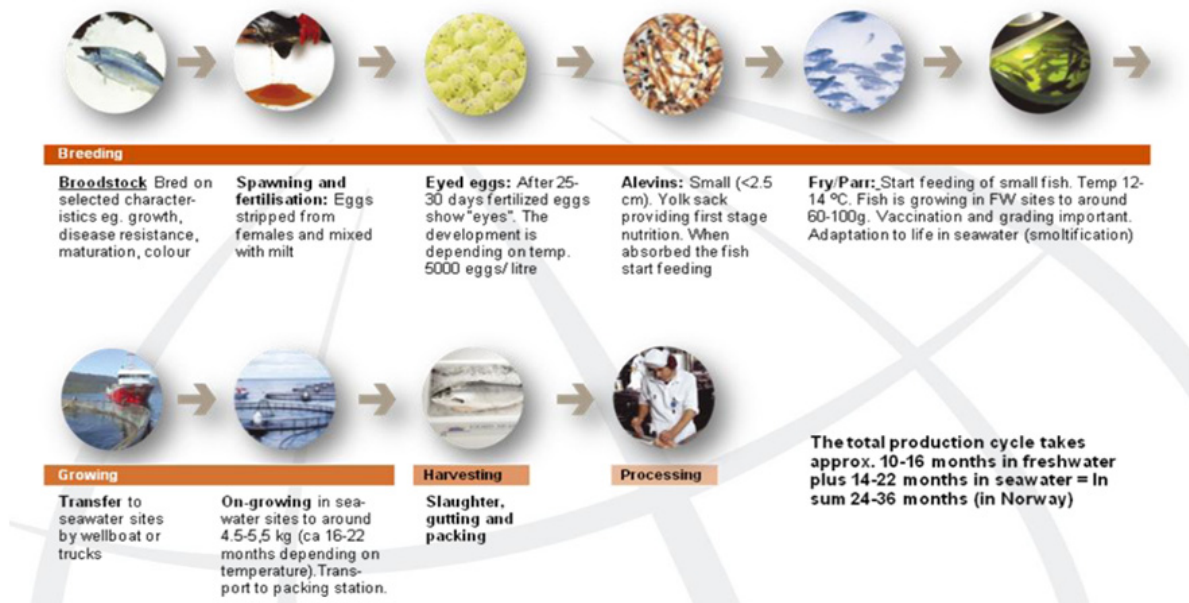 Breeding
Broodstock Bred on
selected character-
istics eg. growth,
disease resistance,
maturation, colour
Spawning and
fertilisation: Eggs
stripped from
females and mixed
with milt
Eyed eggs: After 25-
30 days fertilized eggs
show "eyes". The
development is
depending on temp.
5000 eggs/ litre
Alevins: Small (<2.5
cm). Yolk sack
providing first stage
nutrition. When
absorbed the fish
start feeding
Fry/Parr: Start feeding of small fish. Temp 12-
14 ºC. Fish is growing in FW sites to around
60-100g. Vaccination and grading important.
Adaptation to life in seawater (smoltification)
Growing
Transfer to
seawater sites
by wellboat or
trucks
On-growing in sea-
water sites to around
4.5-5,5 kg (ca 16-22
months depending on
temperature).Trans-
port to packing station.
Harvesting
Slaughter,
gutting and
packing
Processing
The total production cycle takes
approx. 10-16 months in freshwater
plus 14-22 months in seawater = In
sum 24-36 months (in Norway)